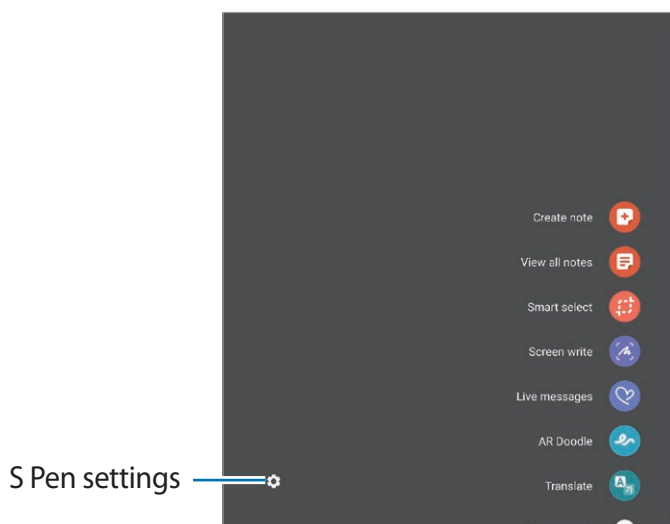 Create note
View all notes
Smart select
Screen write
Live messages
AR Doodle
S Pen settings
Translate